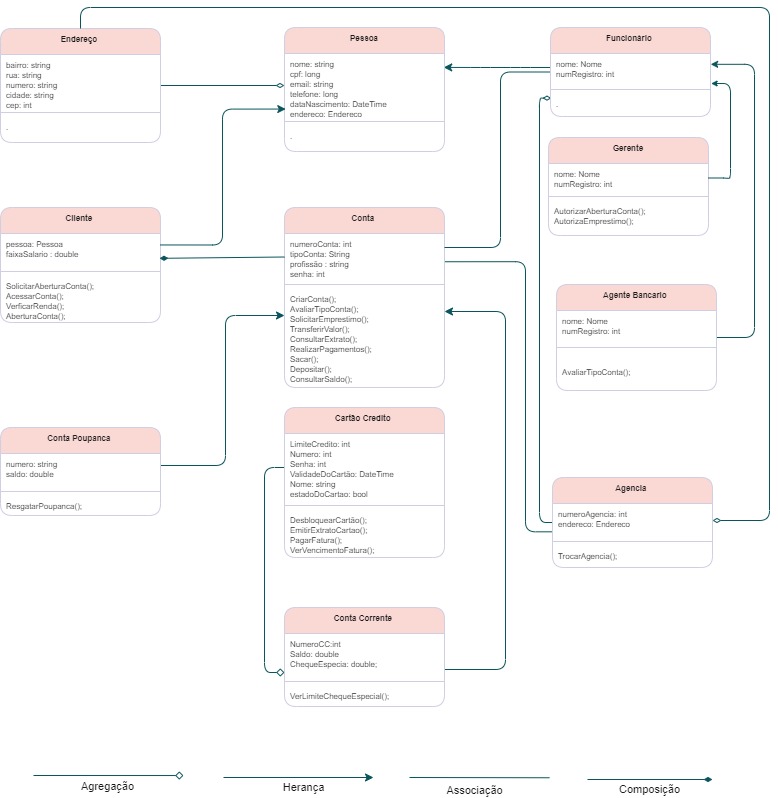 Endereço
bairro: string
rua: string
numero: string
cidade: string
cep: int
.
Pessoa
nome: string
cpf: long
email: string
telefone: long
dataNascimento: DateTime
endereco: Endereco
.
Funcionário
nome: Nome
numRegistro: int
.
Gerente
nome: Nome
numRegistro: int
AutorizarAberturaConta();
AutorizaEmprestimo();
Cliente
pessoa: Pessoa
faixaSalario : double
SolicitarAberturaConta();
AcessarConta();
VerficarRenda();
AberturaConta();
Conta
numeroConta: int
tipoConta: String
profissão : string
senha: int
CriarConta();
AvaliarTipoConta();
SolicitarEmprestimo();
TransferirValor();
ConsultarExtrato();
RealizarPagamentos();
Sacar();
Depositar();
ConsultarSaldo();
Agente Bancario
nome: Nome
numRegistro: int
AvaliarTipoConta();
Conta Poupanca
numero: string
saldo: double
ResgatarPoupanca();
Cartão Credito
LimiteCredito: int
Numero: int
Senha: int
ValidadeDoCartão: DateTime
Nome: string
estadoDoCartao: bool
DesbloquearCartão();
EmitirExtratoCartao();
PagarFatura();
VerVencimentoFatura();
Agencia
numeroAgencia: int
endereco: Endereco
TrocarAgencia();
Conta Corrente
NumeroCC:int
Saldo: double
ChequeEspecia: double;
VerLimiteChequeEspecial();
Agregação
Herança
Associação
Composição